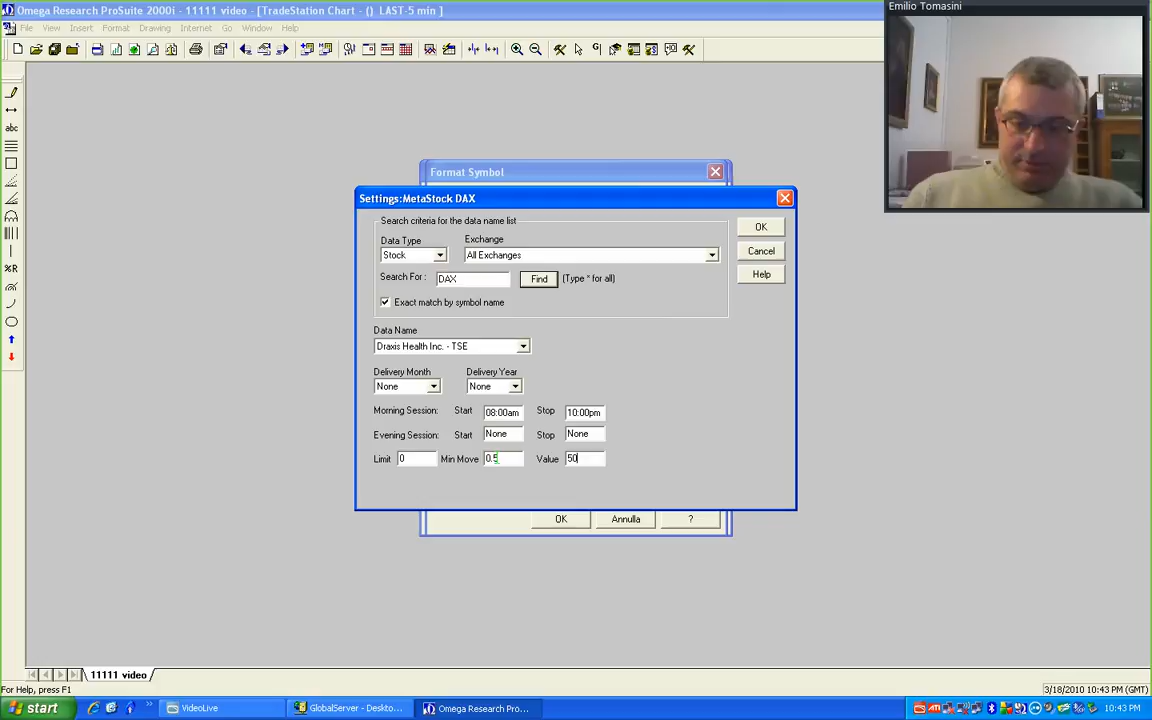 Omega Research ProSuite 2000i - 11111 video - [TradeStation Chart - () LAST-5 min ]
Emilio Tomasini
File View Insert Format Drawing Internet Go Window Help
abc
%R
Format Symbol
Settings:MetaStock DAX
Search criteria for the data name list
Data Type Exchange
Stock All Exchanges
Search For : DAX Find (Type * for all)
Exact match by symbol name
OK
Cancel
Help
Data Name
Draxis Health Inc. - TSE
Delivery Month Delivery Year
None None
Morning Session: Start 08:00am Stop 10:00pm
Evening Session: Start None Stop None
Limit 0 Min Move 0.5 Value 50
OK Annulla ?
11111 video
For Help, press F1
3/18/2010 10:43 PM (GMT)
start VideoLive GlobalServer - Deskto... Omega Research Pro... 10:43 PM